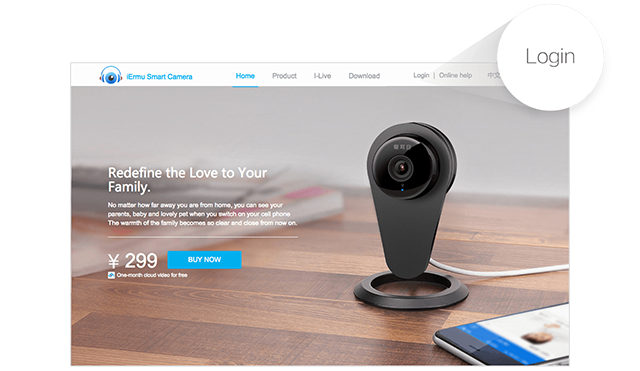 Login
iErmu Smart Camera
Home Product I-Live Download Login | Online help 中文
Redefine the Love to Your
Family.
No matter how far away you are from home, you can see your
parents, baby and lovely pet when you switch on your cell phone
The warmth of the family becomes so clear and close from now on.
¥ 299 BUY NOW
One-month cloud video for free